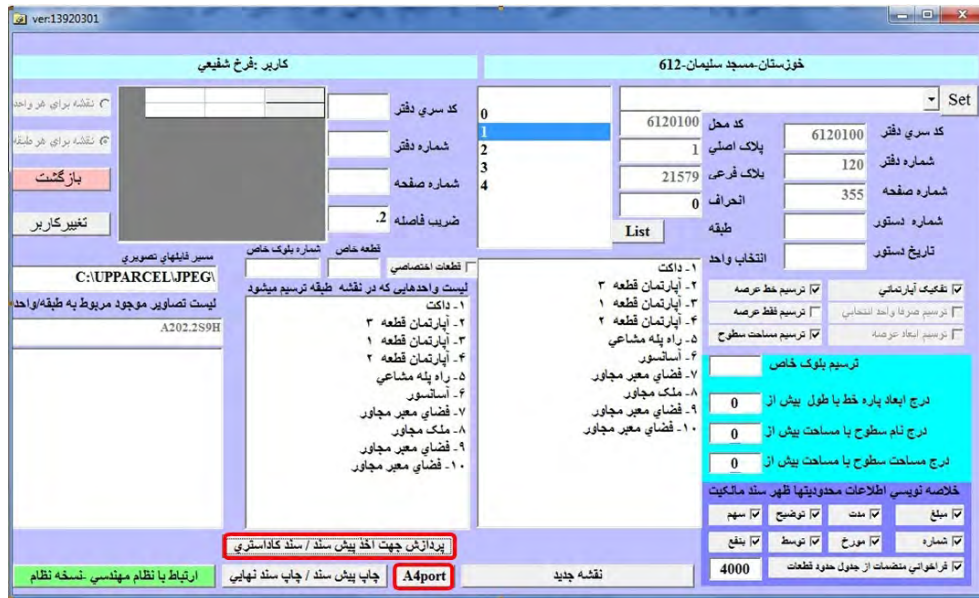 ver:13920301
خوزستان-مسجد سليمان-612
کاربر :فرخ شفيعي
Set
کد سري دفتر
6120100
شماره دفتر
120
شماره صفحه
355
شماره دستور
تاريخ دستور
کد محل
6120100
پلاک اصلي
1
پلاک فرعي
21579
انحراف
0
طبقه
List
انتخاب واحد
0
1
2
3
4
کد سري دفتر
شماره دفتر
شماره صفحه
ضريب فاصله
.2
نقشه براي هر واحد
نقشه براي هر طبقه
بازگشت
تغييرکاربر
تفکيک آپارتماني
ترسيم خط عرصه
ترسيم صرفا واحد انتخابي
ترسيم فقط عرصه
ترسيم ابعاد عرصه
ترسيم مساحت سطوح
ترسيم بلوک خاص
درج ابعاد پاره خط با طول بيش از
0
درج نام سطوح با مساحت بيش از
0
درج مساحت سطوح با مساحت بيش از
0
خلاصه نويسي اطلاعات محدوديتها ظهر سند مالکيت
مبلغ
مدت
توضيح
سهم
شماره
مورخ
توسط
بنفع
فراخواني منضمات از جدول حدود قطعات
4000
۱- داکت
۲- آپارتمان قطعه ۳
۳- آپارتمان قطعه ۱
۴- آپارتمان قطعه ۲
۵- راه پله مشاعي
۶- آسانسور
۷- فضاي معبر مجاور
۸- ملک مجاور
۹- فضاي معبر مجاور
۱۰- فضاي معبر مجاور
قطعه خاص
شماره بلوک خاص
قطعات اختصاصي
ليست واحدهايي که در نقشه طبقه ترسيم ميشود
۱- داکت
۲- آپارتمان قطعه ۳
۳- آپارتمان قطعه ۱
۴- آپارتمان قطعه ۲
۵- راه پله مشاعي
۶- آسانسور
۷- فضاي معبر مجاور
۸- ملک مجاور
۹- فضاي معبر مجاور
۱۰- فضاي معبر مجاور
مسير فايلهاي تصويري
C:\UPPARCEL\JPEG\
ليست تصاوير موجود مربوط به طبقه/واحد
A202.2S9H
پردازش جهت اخذ پيش سند / سند کاداستري
نقشه جديد
A4port
چاپ پيش سند / چاپ سند نهايي
ارتباط با نظام مهندسي -نسخه نظام